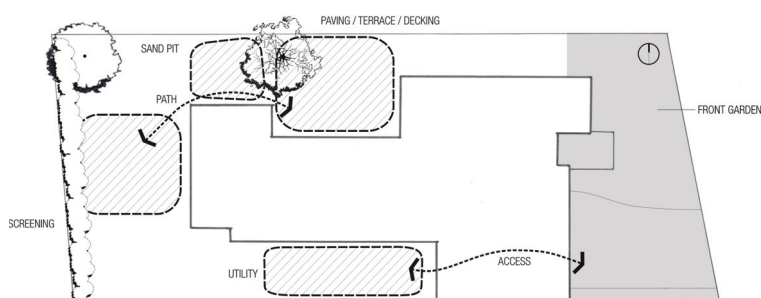 PAVING / TERRACE / DECKING
SAND PIT
PATH
FRONT GARDEN
SCREENING
UTILITY
ACCESS